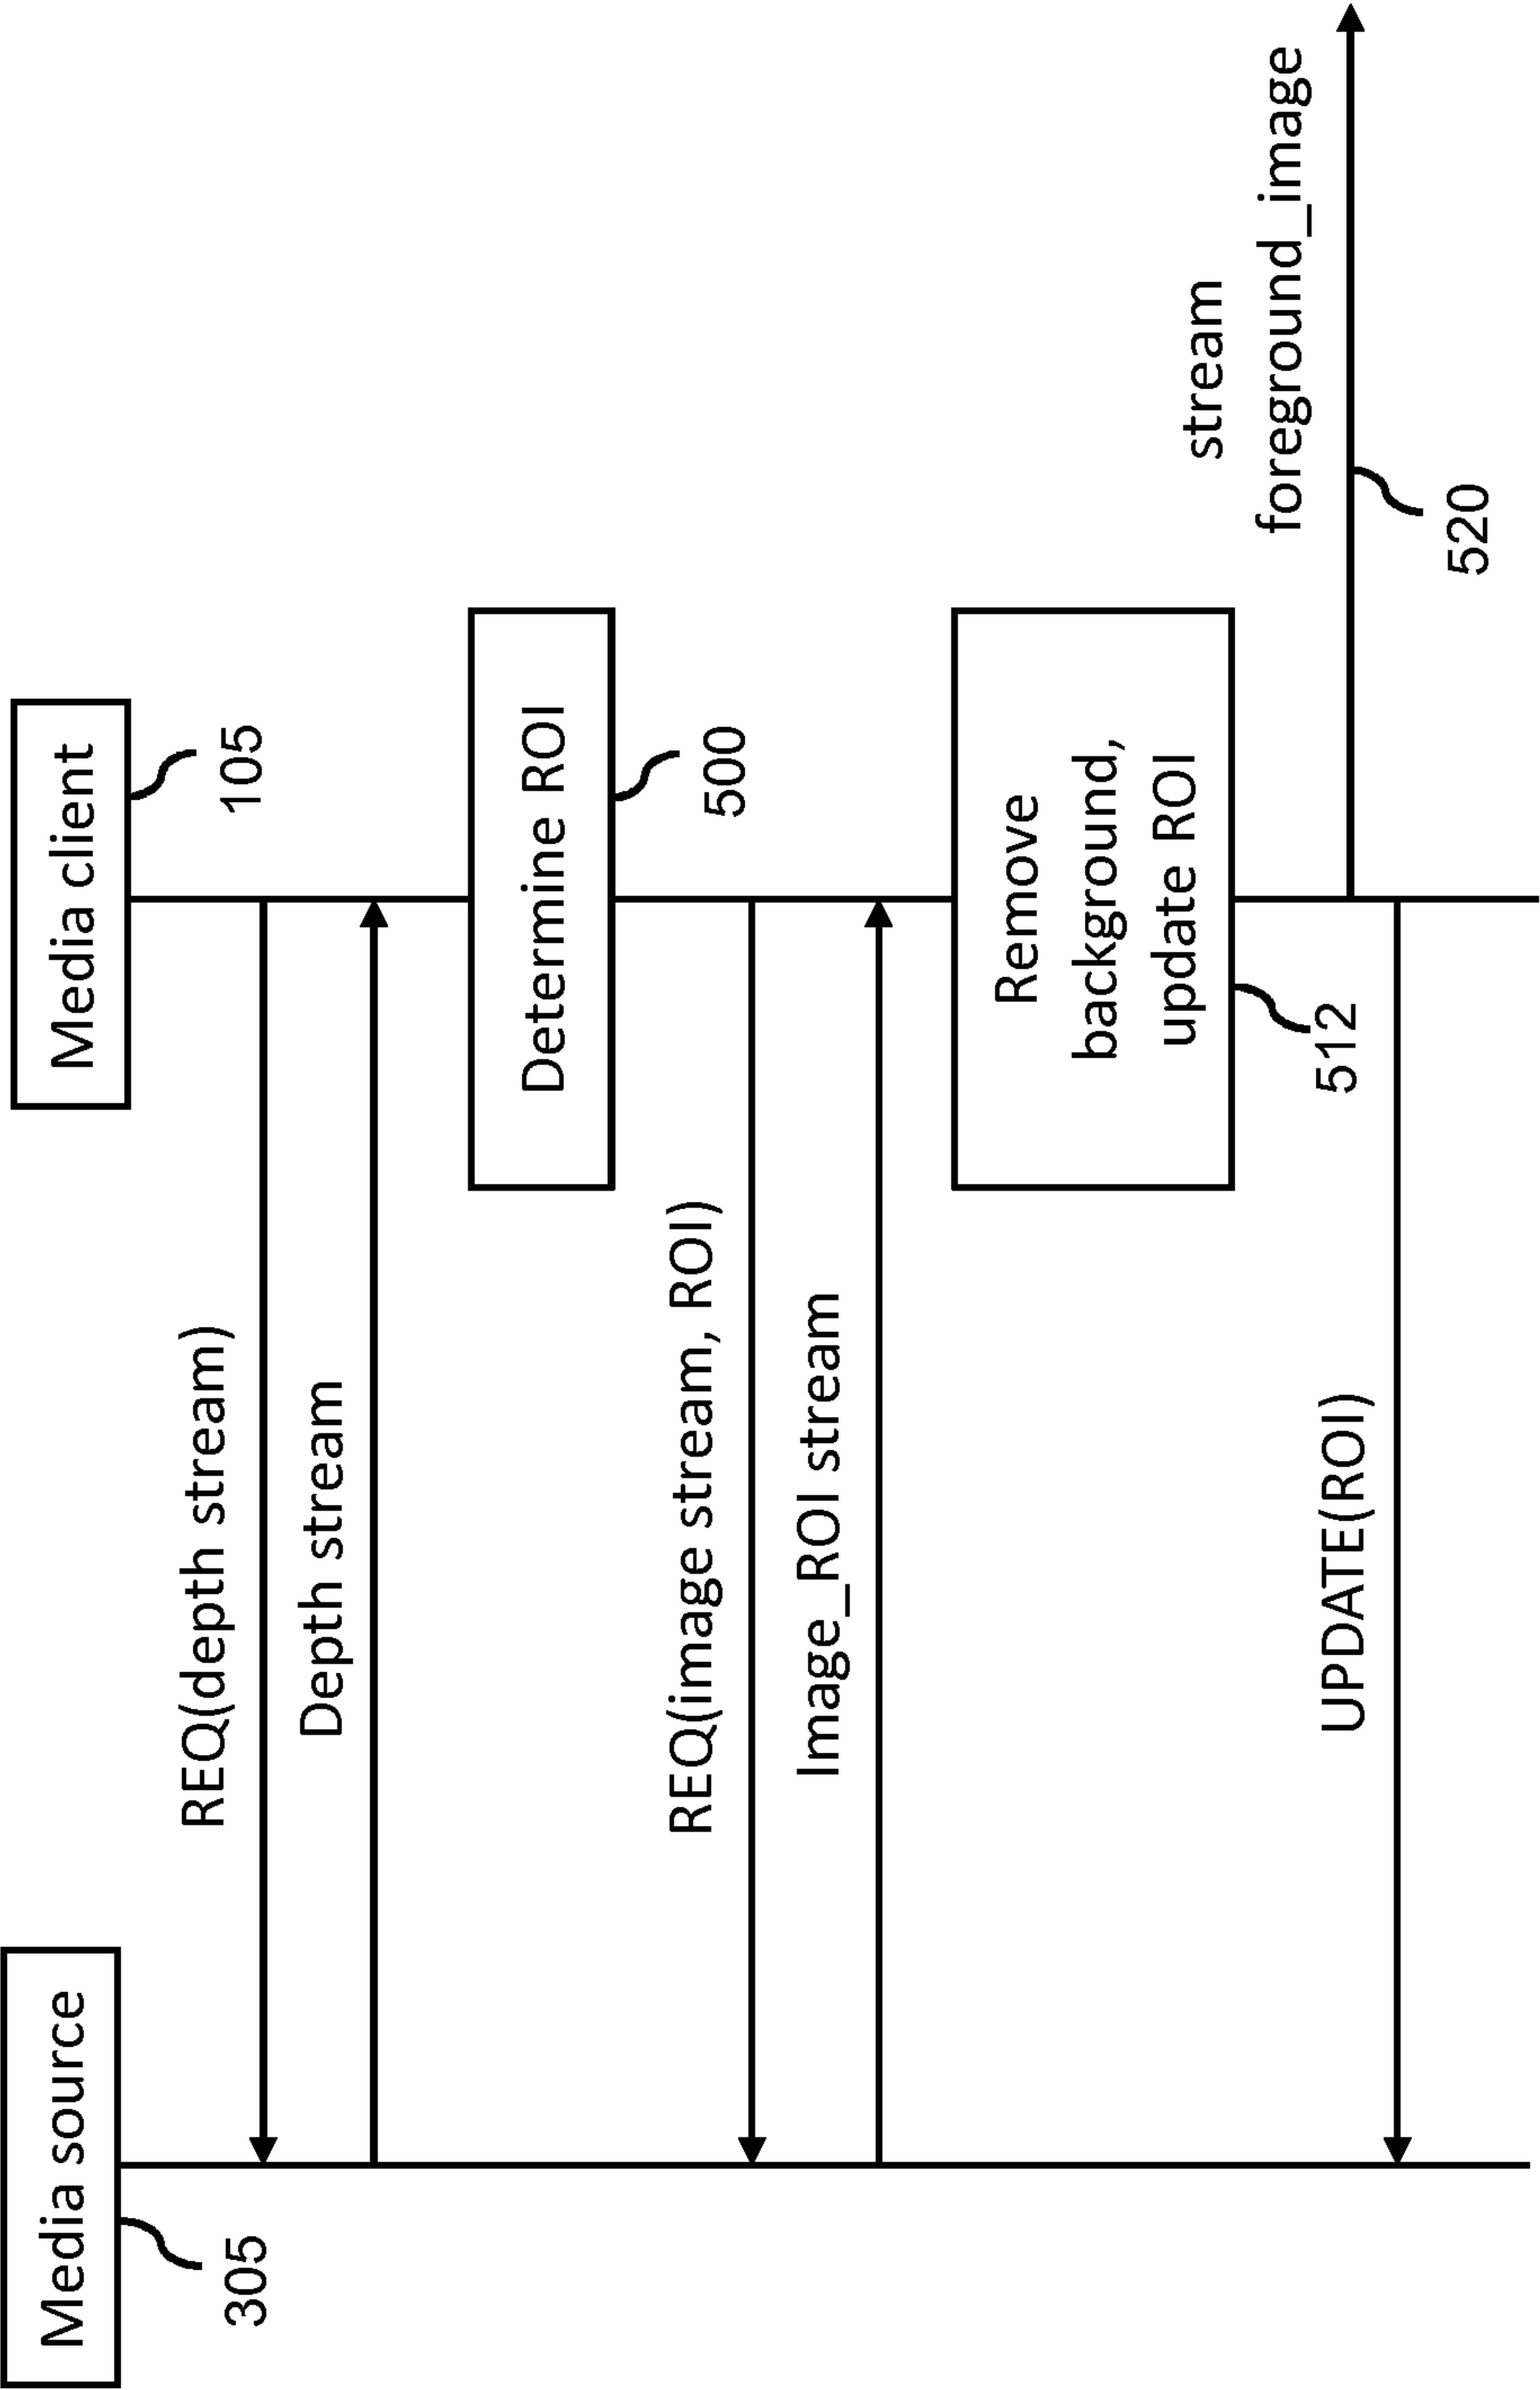 Media source
305
Media client
105
REQ(depth stream)
Depth stream
Determine ROI
500
REQ(image stream, ROI)
Image_ROI stream
Remove
background,
update ROI
512
stream
foreground_image
520
UPDATE(ROI)